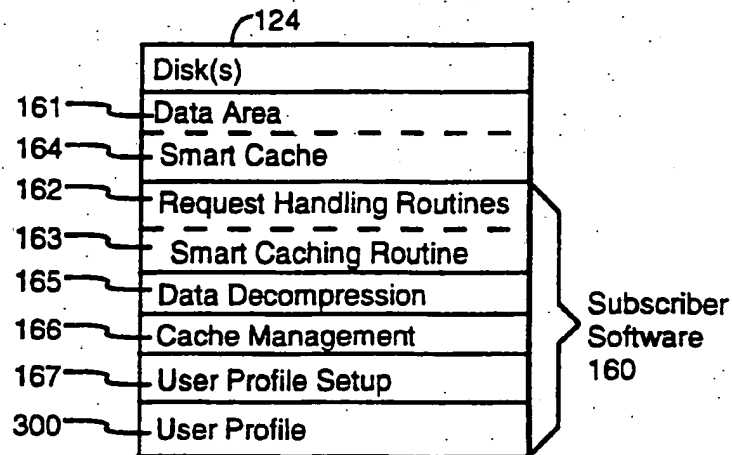 124
Disk(s)
161 Data Area
164 Smart Cache
162 Request Handling Routines
163 Smart Caching Routine
165 Data Decompression
166 Cache Management
167 User Profile Setup
300 User Profile
Subscriber
Software
160